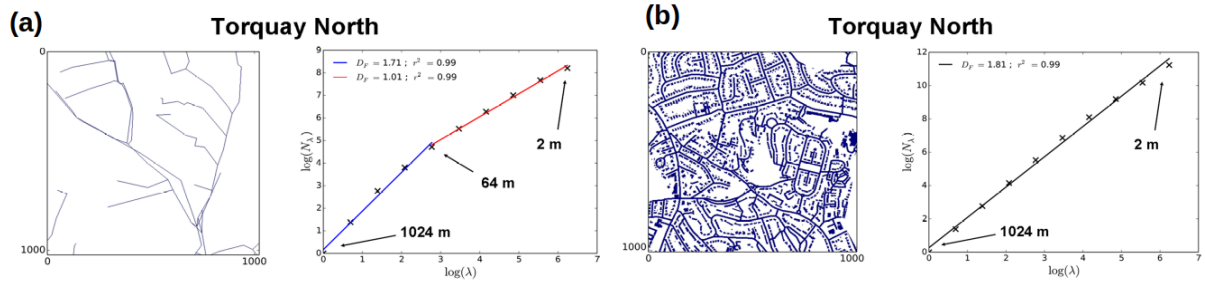 (a)
Torquay North
0
1000
0
1000
9
8
7
6
5
4
3
2
1
0
log(N_λ)
D_F = 1.71 ; r² = 0.99
D_F = 1.01 ; r² = 0.99
2 m
64 m
1024 m
0 1 2 3 4 5 6 7
log(λ)
(b)
Torquay North
0
1000
0
1000
12
10
8
6
4
2
0
log(N_λ)
D_F = 1.81 ; r² = 0.99
2 m
1024 m
0 1 2 3 4 5 6 7
log(λ)